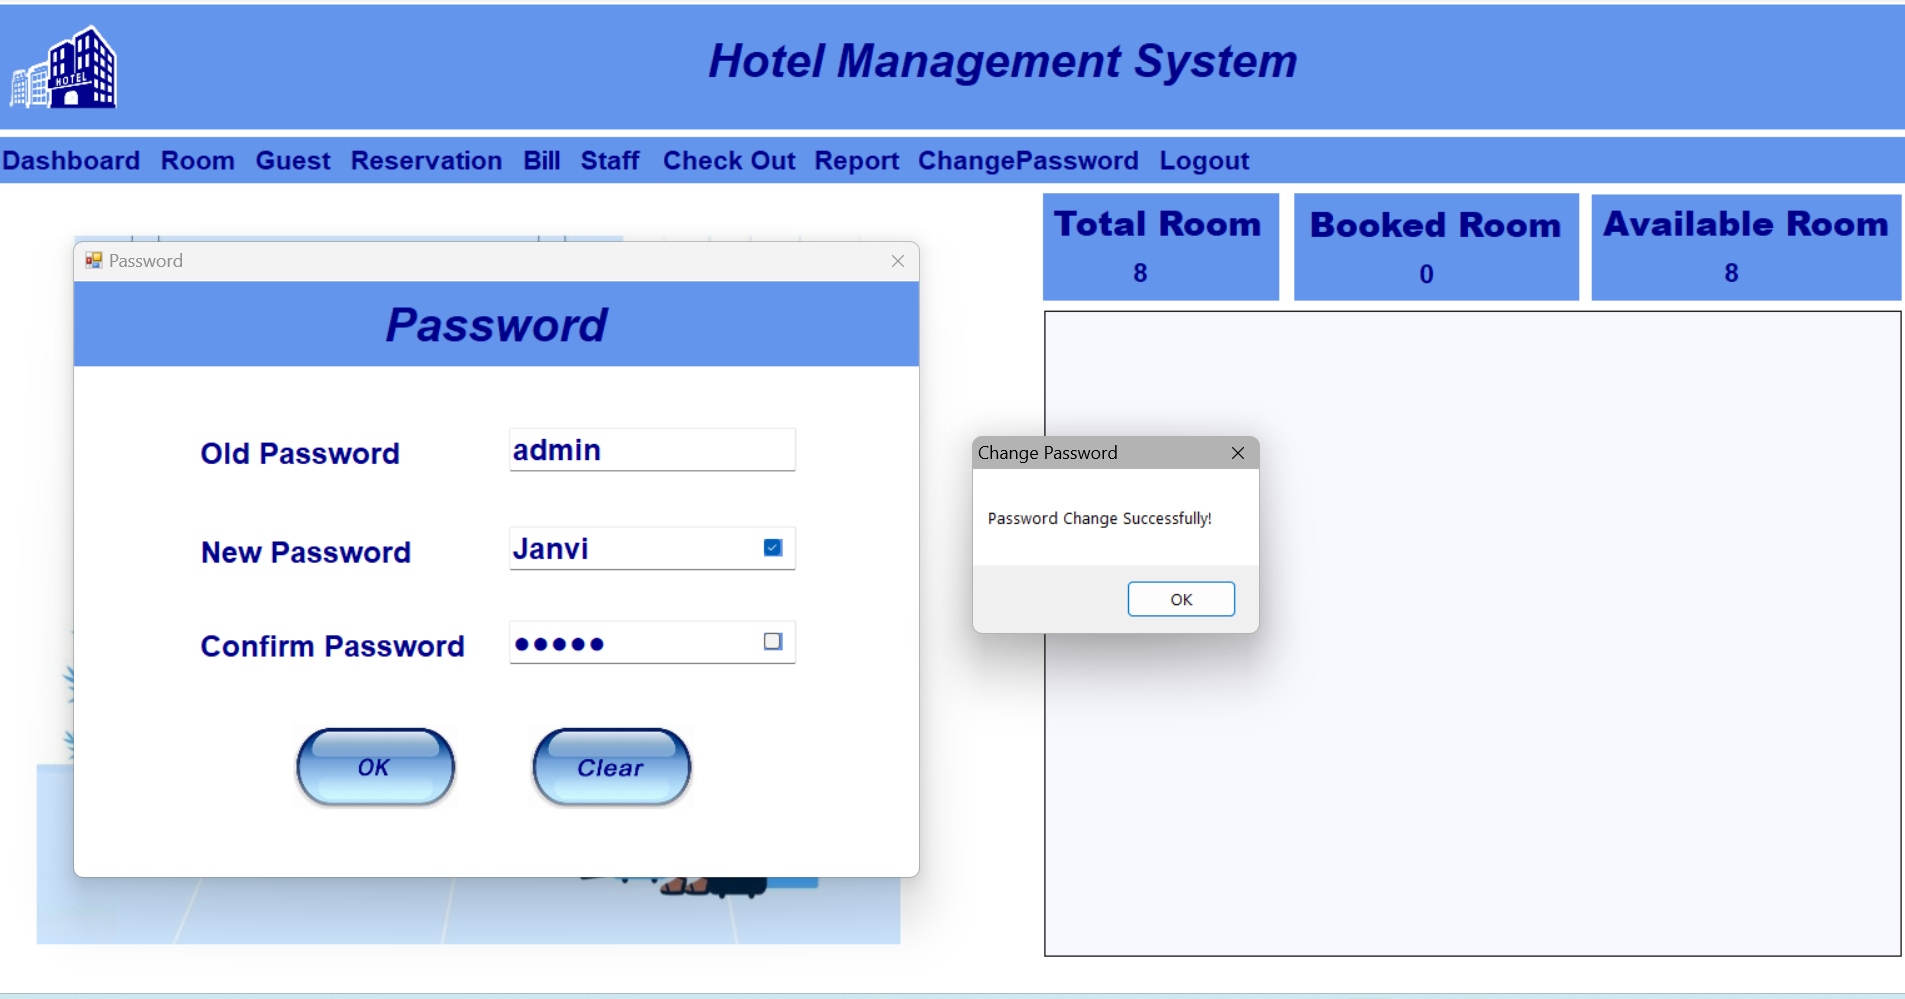 HOTEL
Hotel Management System
Dashboard Room Guest Reservation Bill Staff Check Out Report ChangePassword Logout
Total Room
8
Booked Room
0
Available Room
8
Password
Password
Old Password admin
New Password Janvi
Confirm Password ●●●●●
OK Clear
Change Password
Password Change Successfully!
OK